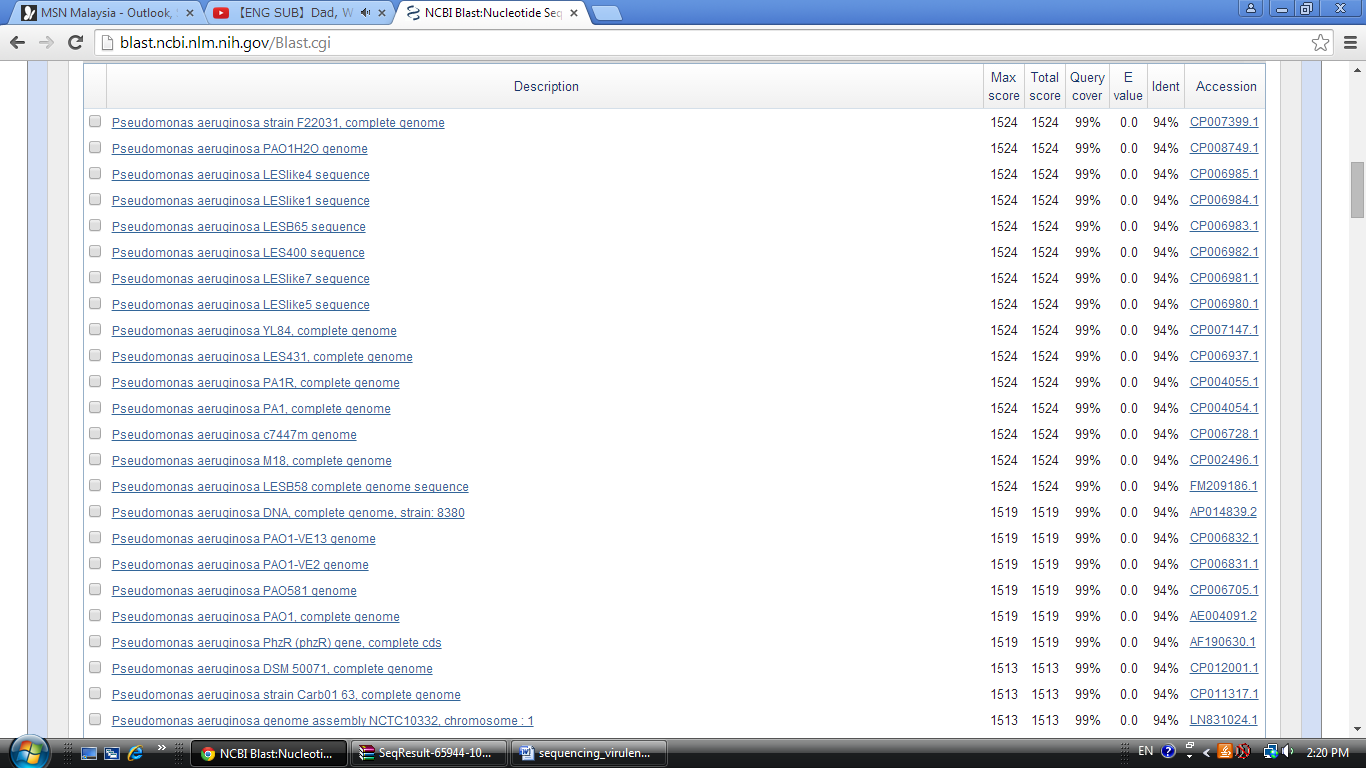 MSN Malaysia - Outlook,
【ENG SUB】Dad, W
NCBI Blast:Nucleotide Seq
blast.ncbi.nlm.nih.gov/Blast.cgi
Description Max score Total score Query cover E value Ident Accession
Pseudomonas aeruginosa strain F22031, complete genome 1524 1524 99% 0.0 94% CP007399.1
Pseudomonas aeruginosa PAO1H2O genome 1524 1524 99% 0.0 94% CP008749.1
Pseudomonas aeruginosa LESlike4 sequence 1524 1524 99% 0.0 94% CP006985.1
Pseudomonas aeruginosa LESlike1 sequence 1524 1524 99% 0.0 94% CP006984.1
Pseudomonas aeruginosa LESB65 sequence 1524 1524 99% 0.0 94% CP006983.1
Pseudomonas aeruginosa LES400 sequence 1524 1524 99% 0.0 94% CP006982.1
Pseudomonas aeruginosa LESlike7 sequence 1524 1524 99% 0.0 94% CP006981.1
Pseudomonas aeruginosa LESlike5 sequence 1524 1524 99% 0.0 94% CP006980.1
Pseudomonas aeruginosa YL84, complete genome 1524 1524 99% 0.0 94% CP007147.1
Pseudomonas aeruginosa LES431, complete genome 1524 1524 99% 0.0 94% CP006937.1
Pseudomonas aeruginosa PA1R, complete genome 1524 1524 99% 0.0 94% CP004055.1
Pseudomonas aeruginosa PA1, complete genome 1524 1524 99% 0.0 94% CP004054.1
Pseudomonas aeruginosa c7447m genome 1524 1524 99% 0.0 94% CP006728.1
Pseudomonas aeruginosa M18, complete genome 1524 1524 99% 0.0 94% CP002496.1
Pseudomonas aeruginosa LESB58 complete genome sequence 1524 1524 99% 0.0 94% FM209186.1
Pseudomonas aeruginosa DNA, complete genome, strain: 8380 1519 1519 99% 0.0 94% AP014839.2
Pseudomonas aeruginosa PAO1-VE13 genome 1519 1519 99% 0.0 94% CP006832.1
Pseudomonas aeruginosa PAO1-VE2 genome 1519 1519 99% 0.0 94% CP006831.1
Pseudomonas aeruginosa PAO581 genome 1519 1519 99% 0.0 94% CP006705.1
Pseudomonas aeruginosa PAO1, complete genome 1519 1519 99% 0.0 94% AE004091.2
Pseudomonas aeruginosa PhzR (phzR) gene, complete cds 1519 1519 99% 0.0 94% AF190630.1
Pseudomonas aeruginosa DSM 50071, complete genome 1513 1513 99% 0.0 94% CP012001.1
Pseudomonas aeruginosa strain Carb01 63, complete genome 1513 1513 99% 0.0 94% CP011317.1
Pseudomonas aeruginosa genome assembly NCTC10332, chromosome : 1 1513 1513 99% 0.0 94% LN831024.1
NCBI Blast:Nucleoti...
SeqResult-65944-10...
sequencing_virulen...
EN
2:20 PM